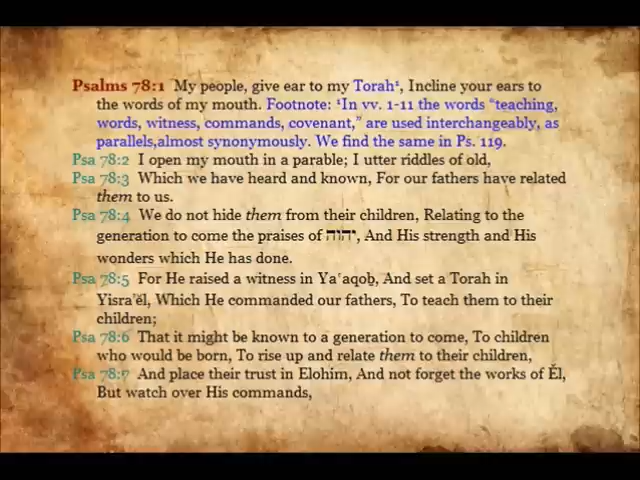 Psalms 78:1  My people, give ear to my Torah¹, Incline your ears to
the words of my mouth. Footnote: ¹In vv. 1-11 the words “teaching,
words, witness, commands, covenant,” are used interchangeably, as
parallels,almost synonymously. We find the same in Ps. 119.
Psa 78:2  I open my mouth in a parable; I utter riddles of old,
Psa 78:3  Which we have heard and known, For our fathers have related
them to us.
Psa 78:4  We do not hide them from their children, Relating to the
generation to come the praises of יהוה, And His strength and His
wonders which He has done.
Psa 78:5  For He raised a witness in Yaʽaqoḇ, And set a Torah in
Yisra’ĕl, Which He commanded our fathers, To teach them to their
children;
Psa 78:6  That it might be known to a generation to come, To children
who would be born, To rise up and relate them to their children,
Psa 78:7  And place their trust in Elohim, And not forget the works of Ĕl,
But watch over His commands,